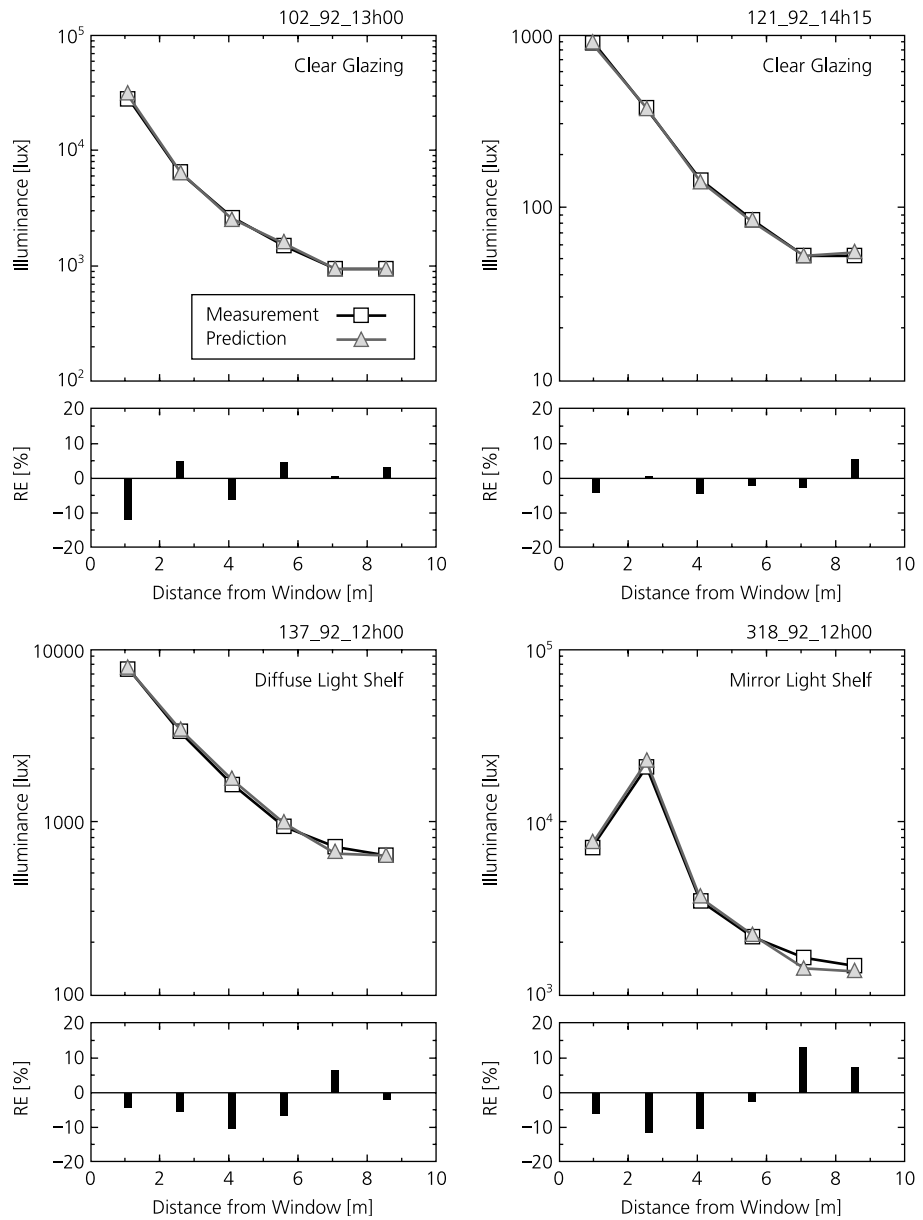 102_92_13h00
10^5
Clear Glazing
10^4
Illuminance [lux]
10^3
Measurement
Prediction
10^2
20
10
RE [%]
0
−10
−20
0 2 4 6 8 10
Distance from Window [m]
121_92_14h15
1000
Clear Glazing
Illuminance [lux]
100
10
20
10
RE [%]
0
−10
−20
0 2 4 6 8 10
Distance from Window [m]
137_92_12h00
10000
Diffuse Light Shelf
Illuminance [lux]
1000
100
20
10
RE [%]
0
−10
−20
0 2 4 6 8 10
Distance from Window [m]
318_92_12h00
10^5
Mirror Light Shelf
Illuminance [lux]
10^4
10^3
20
10
RE [%]
0
−10
−20
0 2 4 6 8 10
Distance from Window [m]